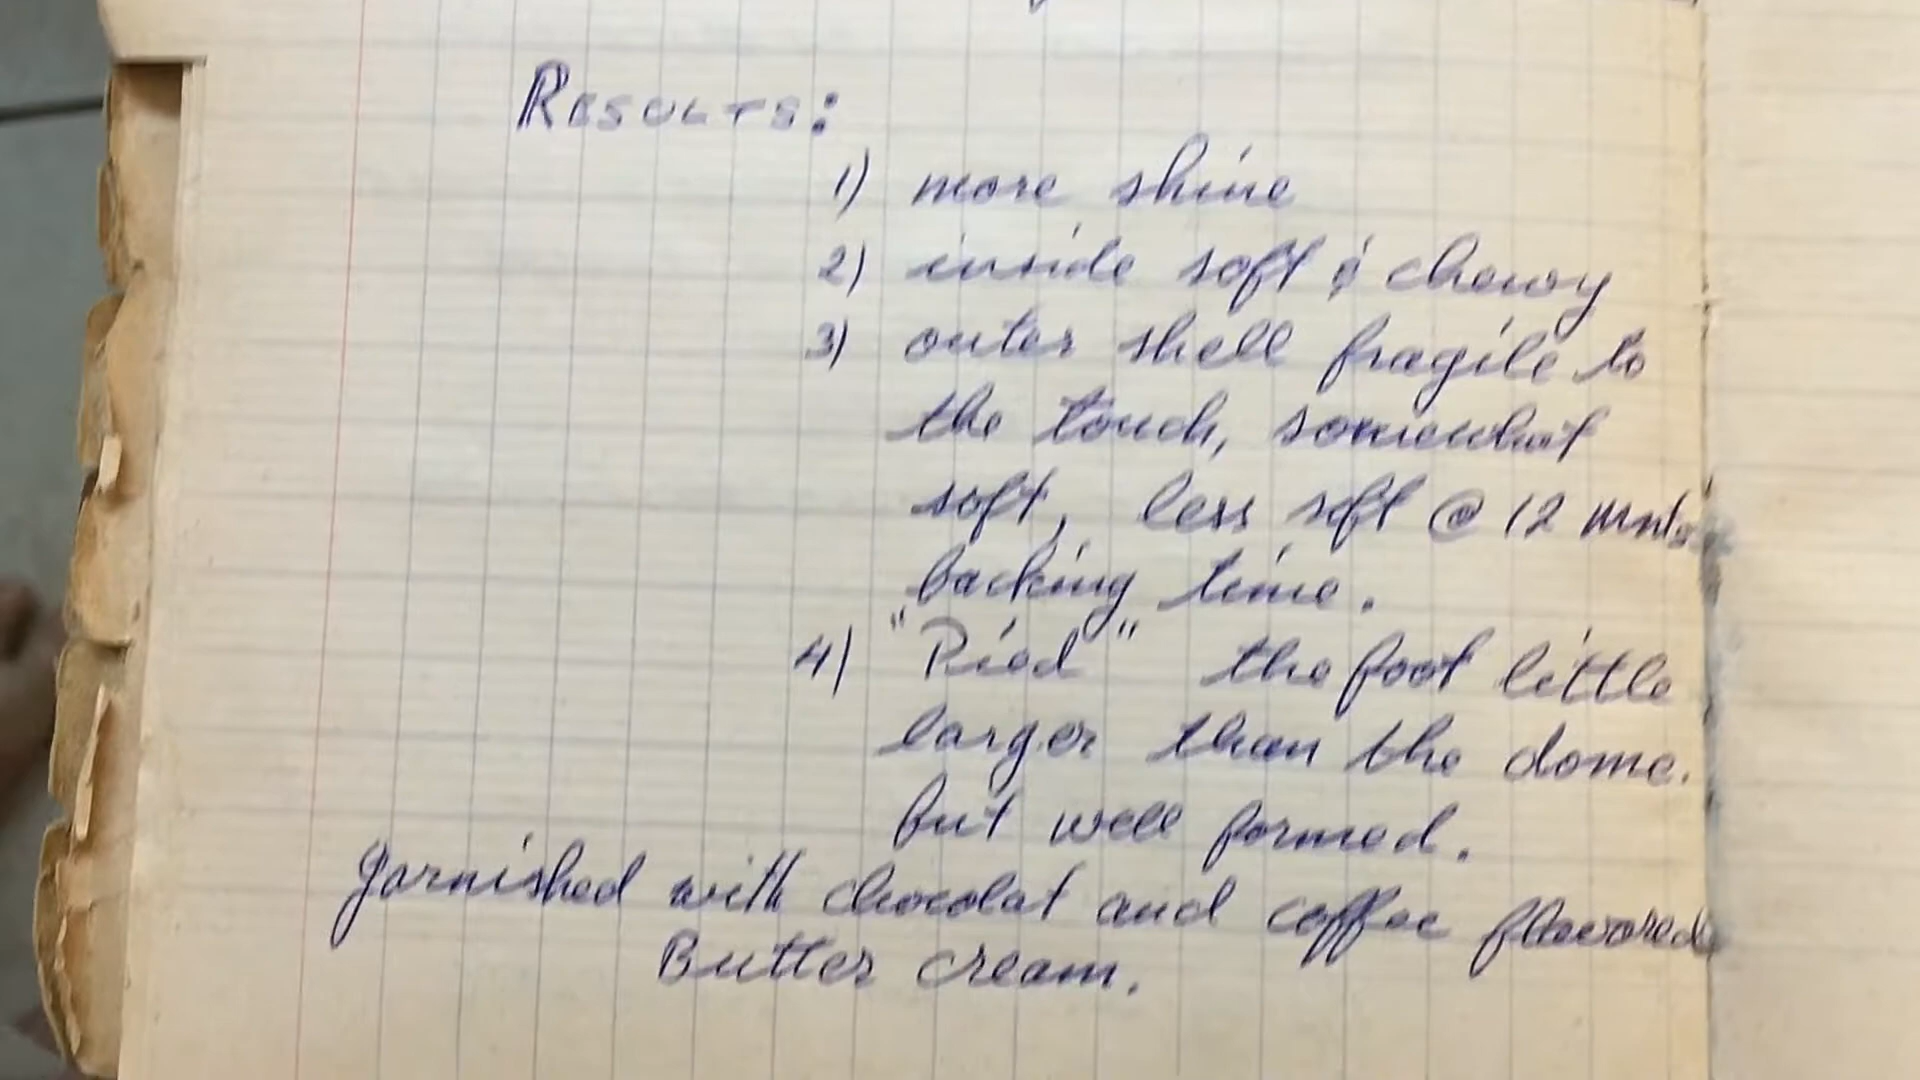 RESULTS:
1) more shine
2) inside soft & chewy
3) outer shell fragile to
the touch, somewhat
soft, less soft @ 12 mnts
backing time.
4) "Pied" the foot little
larger than the dome.
but well formed.
garnished with chocolat and coffee flavored
Butter cream.